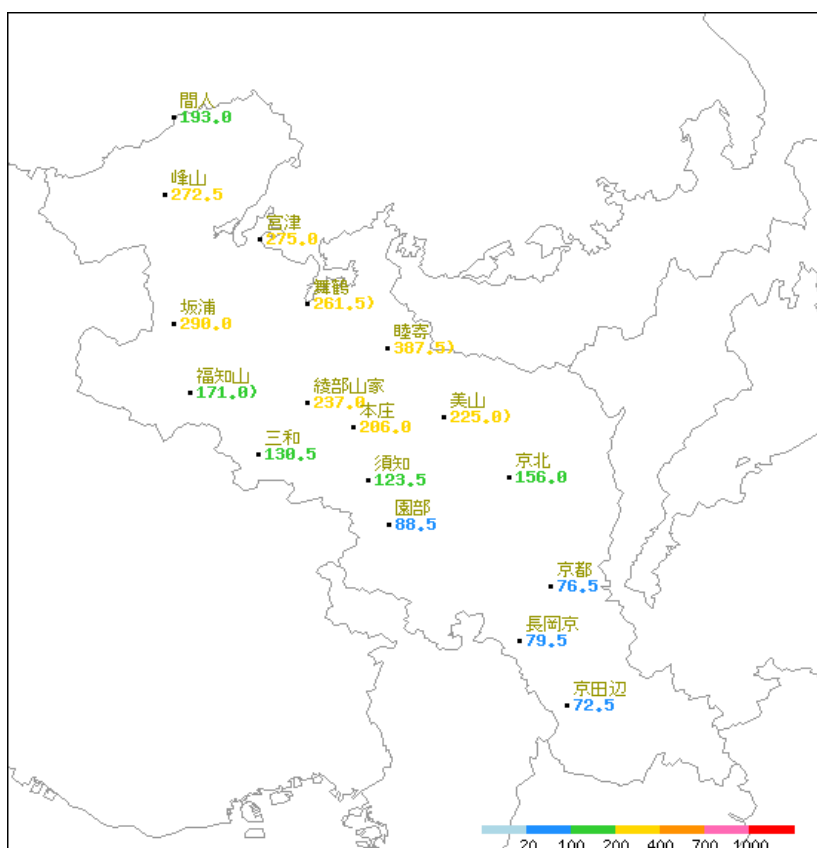 間人
193.0
峰山
272.5
宮津
275.0
舞鶴
261.5)
坂浦
290.0
睦寄
387.5)
福知山
171.0)
綾部山家
237.0
美山
225.0)
本庄
206.0
三和
130.5
須知
123.5
京北
156.0
園部
88.5
京都
76.5
長岡京
79.5
京田辺
72.5
20 100 200 400 700 1000